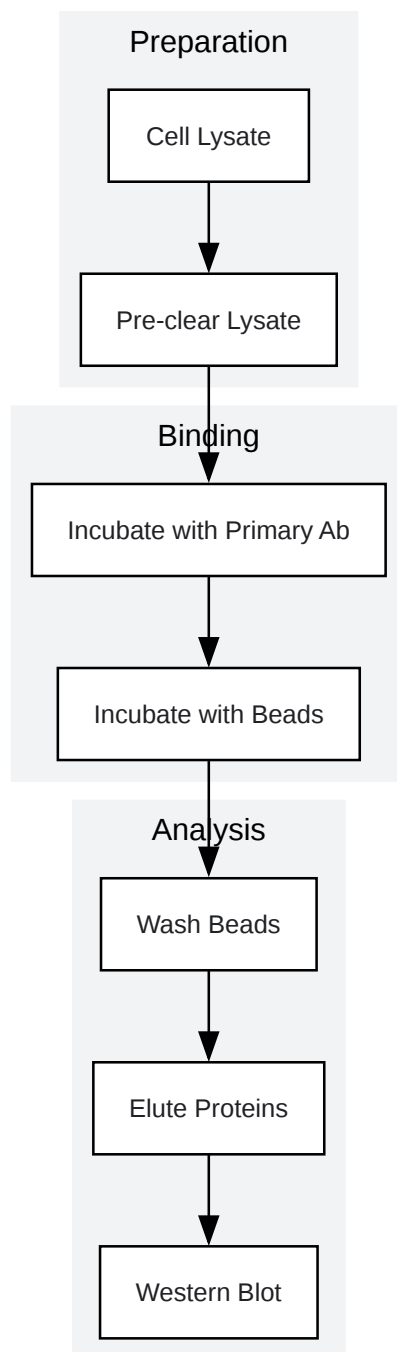 Preparation
Cell Lysate
Pre-clear Lysate
Binding
Incubate with Primary Ab
Incubate with Beads
Analysis
Wash Beads
Elute Proteins
Western Blot